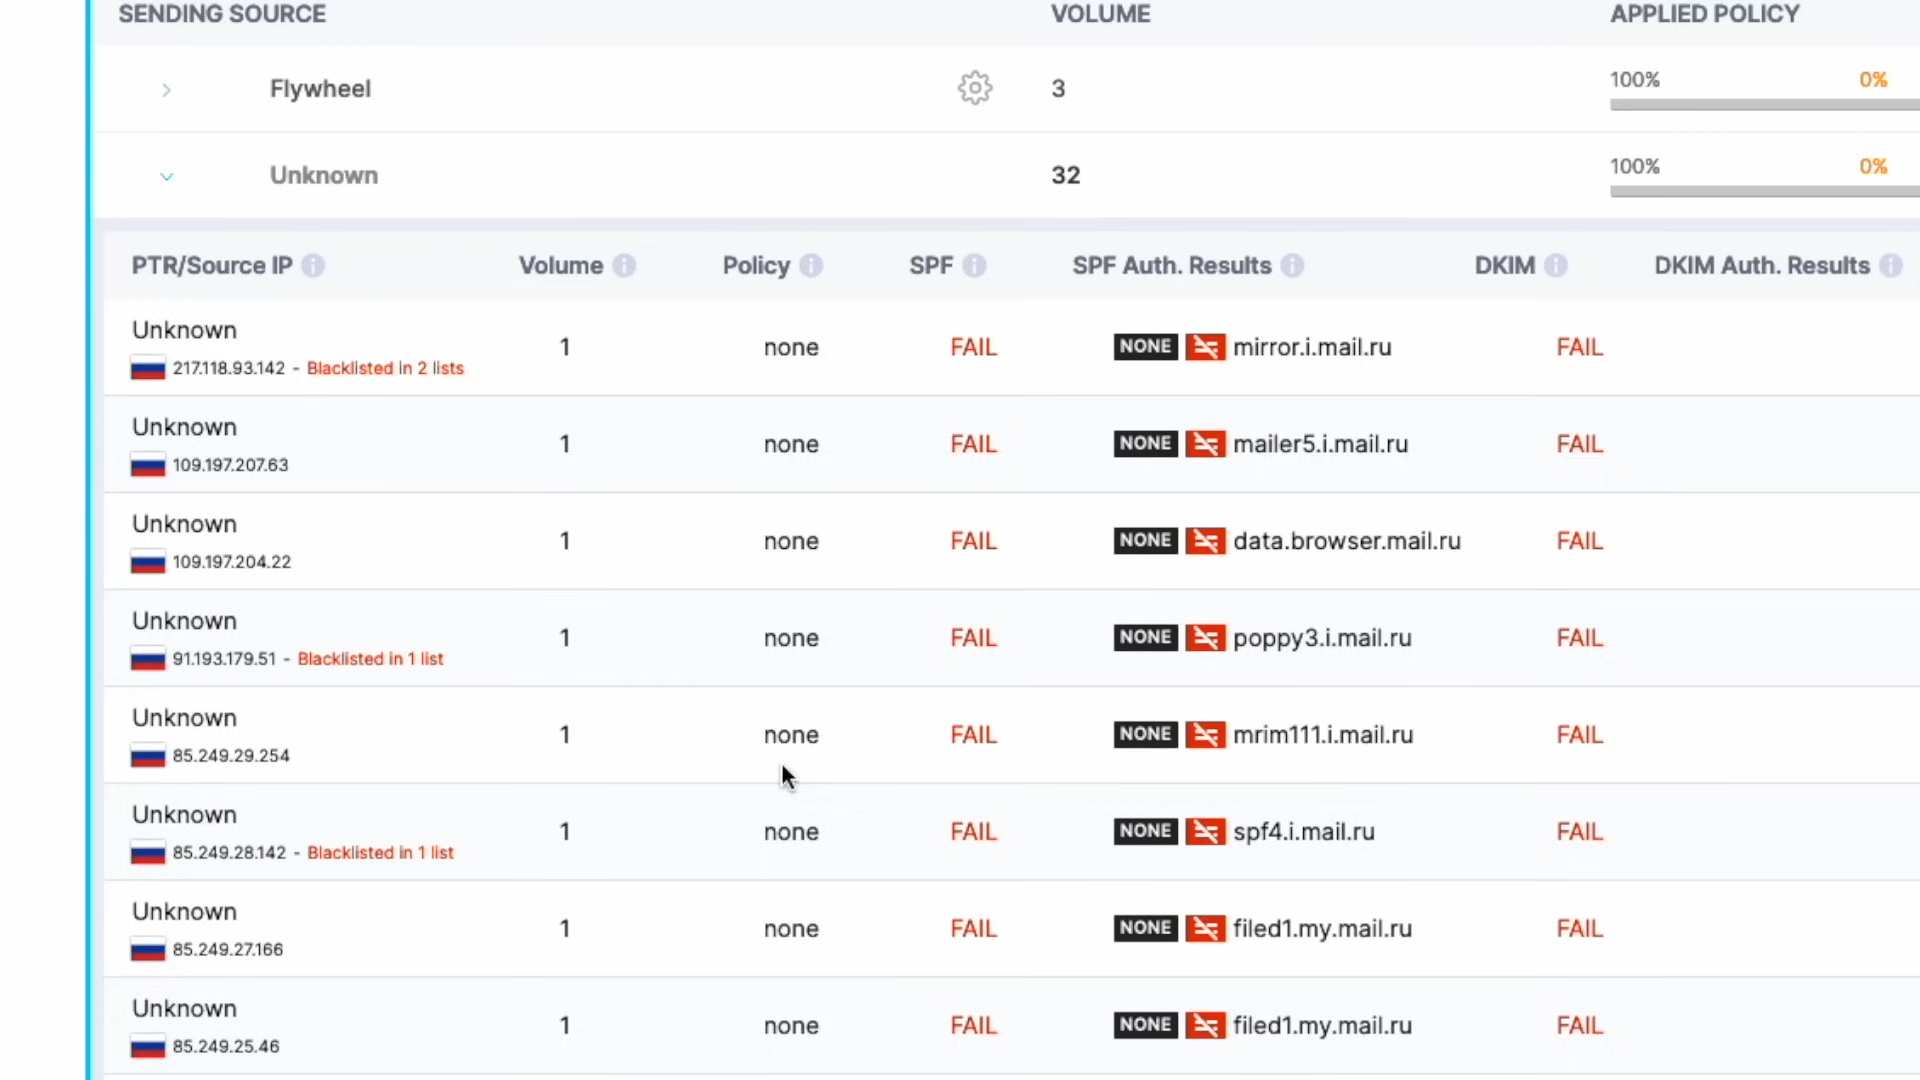 SENDING SOURCE VOLUME APPLIED POLICY
Flywheel 3 100% 0%
Unknown 32 100% 0%
PTR/Source IP Volume Policy SPF SPF Auth. Results DKIM DKIM Auth. Results
Unknown
217.118.93.142 - Blacklisted in 2 lists 1 none FAIL NONE mirror.i.mail.ru FAIL
Unknown
109.197.207.63 1 none FAIL NONE mailer5.i.mail.ru FAIL
Unknown
109.197.204.22 1 none FAIL NONE data.browser.mail.ru FAIL
Unknown
91.193.179.51 - Blacklisted in 1 list 1 none FAIL NONE poppy3.i.mail.ru FAIL
Unknown
85.249.29.254 1 none FAIL NONE mrim111.i.mail.ru FAIL
Unknown
85.249.28.142 - Blacklisted in 1 list 1 none FAIL NONE spf4.i.mail.ru FAIL
Unknown
85.249.27.166 1 none FAIL NONE filed1.my.mail.ru FAIL
Unknown
85.249.25.46 1 none FAIL NONE filed1.my.mail.ru FAIL